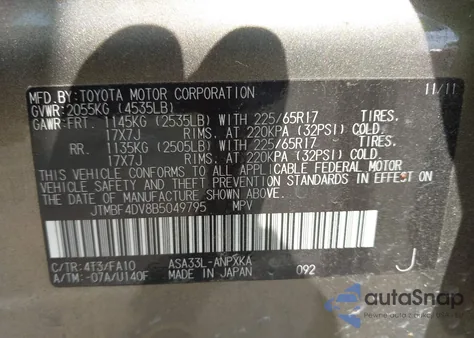 MFD.BY:TOYOTA MOTOR CORPORATION 11/11
GVWR:2055KG (4535LB)
GAWR:FRT. 1145KG (2535LB) WITH 225/65R17 TIRES.
17X7J RIMS. AT 220KPA (32PSI) COLD.
RR. 1135KG (2505LB) WITH 225/65R17 TIRES.
17X7J RIMS. AT 220KPA (32PSI) COLD.
THIS VEHICLE CONFORMS TO ALL APPLICABLE FEDERAL MOTOR
VEHICLE SAFETY AND THEFT PREVENTION STANDARDS IN EFFECT ON
THE DATE OF MANUFACTURE SHOWN ABOVE.
JTMBF4DV8B5049795 MPV
C/TR:4T3/FA10 ASA33L-ANPXKA
A/TM:-07A/U140F MADE IN JAPAN 092 J
autoSnap